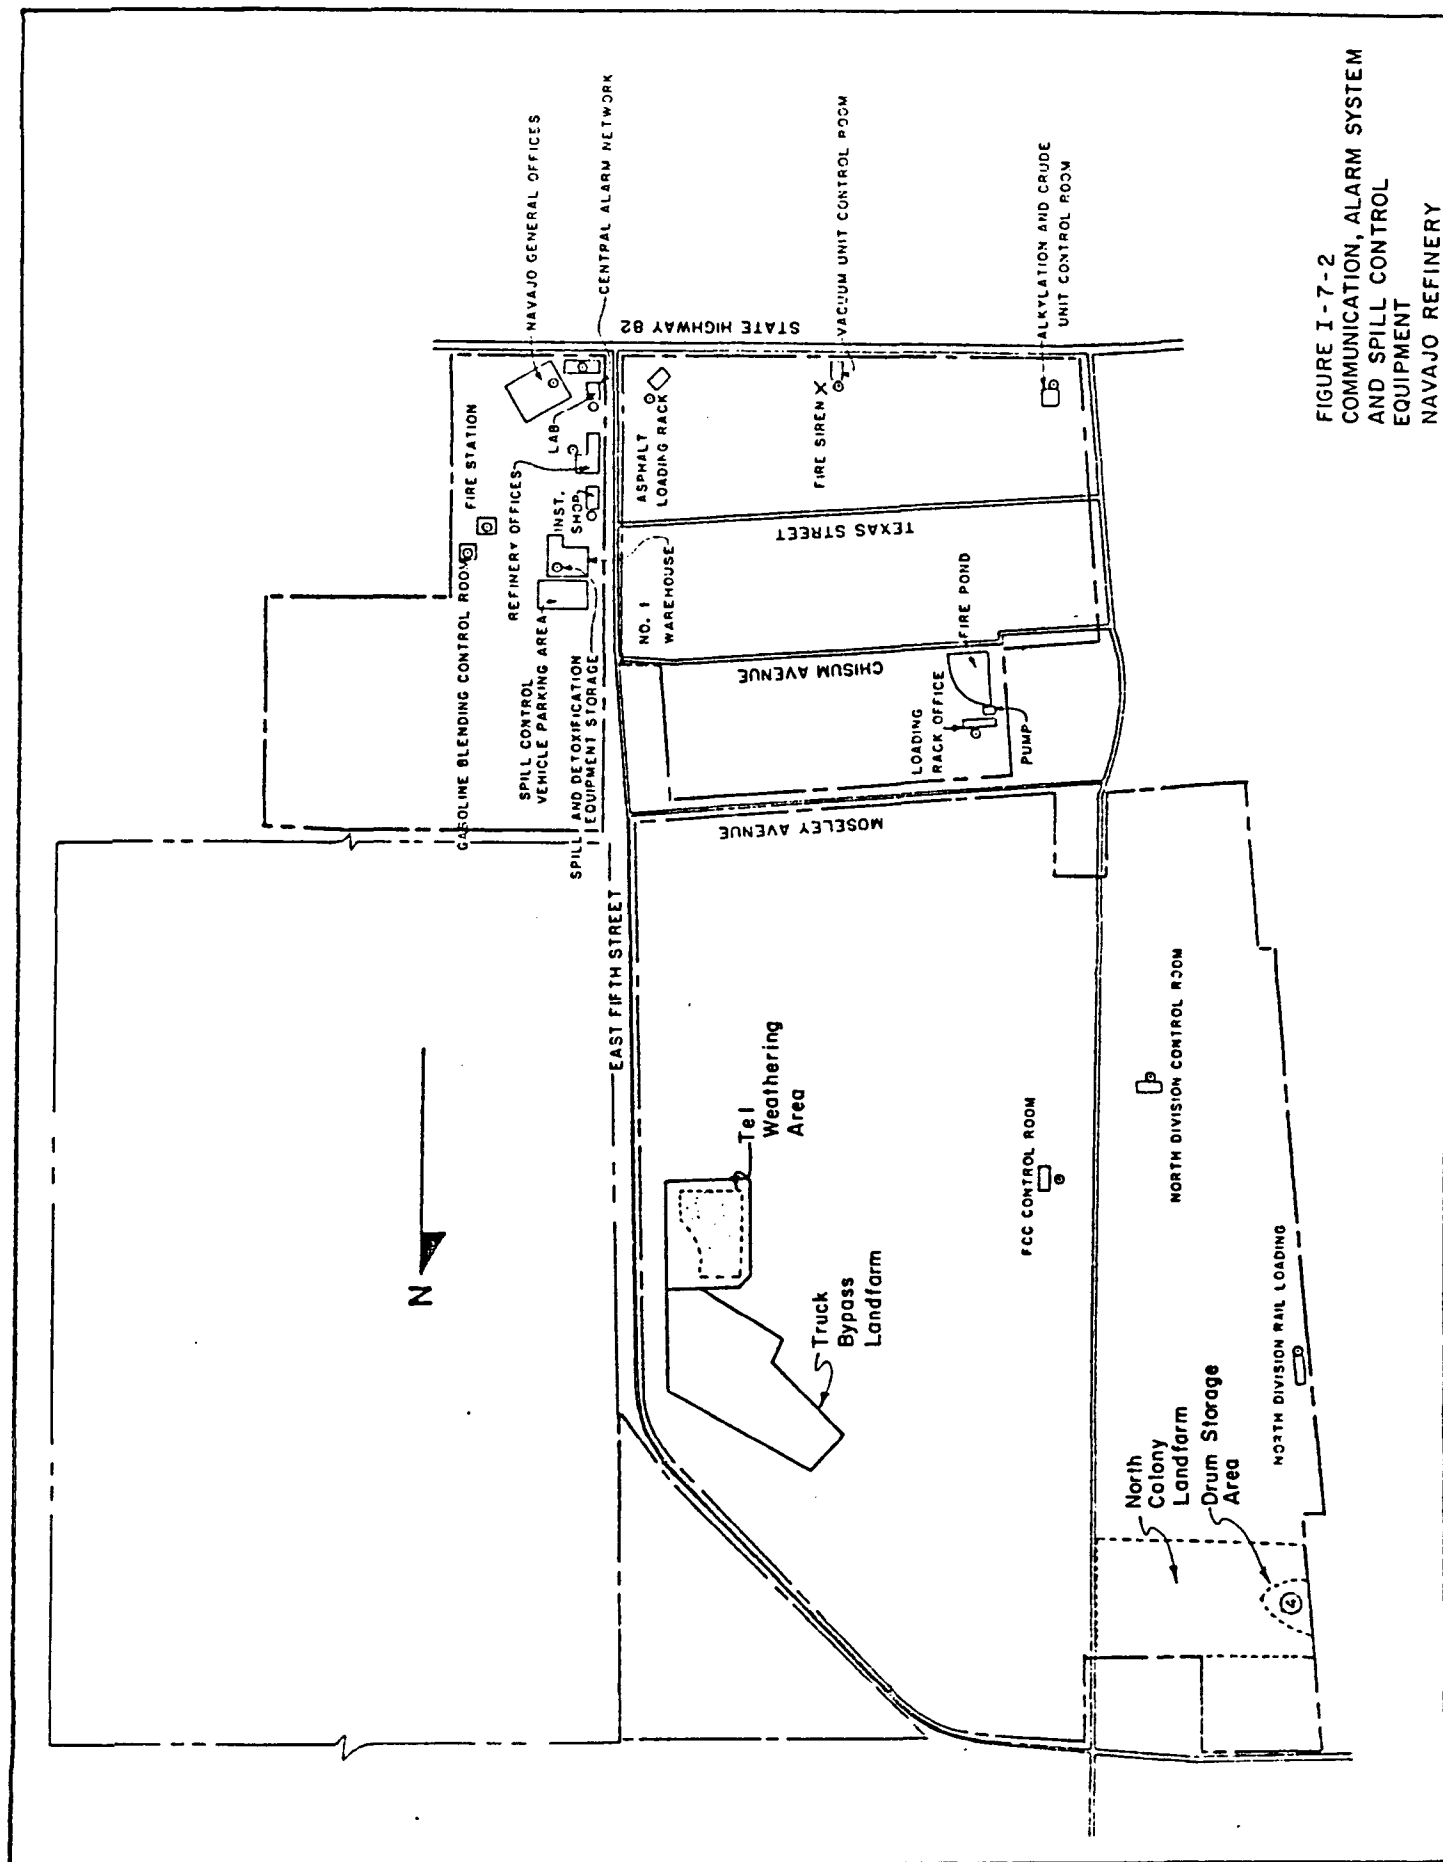 NAVAJO GENERAL OFFICES
CENTRAL ALARM NETWORK
VACUUM UNIT CONTROL ROOM
ALKYLATION AND CRUDE
UNIT CONTROL ROOM
STATE HIGHWAY 82
FIRE STATION
LAB
REFINERY OFFICES
INST.
SHOP
GASOLINE BLENDING CONTROL ROOM
SPILL CONTROL
VEHICLE PARKING AREA
SPILL AND DETOXIFICATION
EQUIPMENT STORAGE
ASPHALT
LOADING RACK
FIRE SIREN
TEXAS STREET
NO. 1
WAREHOUSE
CHISUM AVENUE
FIRE POND
LOADING
RACK OFFICE
PUMP
MOSELEY AVENUE
EAST FIFTH STREET
N
Tel
Weathering
Area
Truck
Bypass
Landfarm
FCC CONTROL ROOM
NORTH DIVISION CONTROL ROOM
NORTH DIVISION RAIL LOADING
North
Colony
Landfarm
Drum Storage
Area
4
FIGURE I-7-2
COMMUNICATION, ALARM SYSTEM
AND SPILL CONTROL
EQUIPMENT
NAVAJO REFINERY